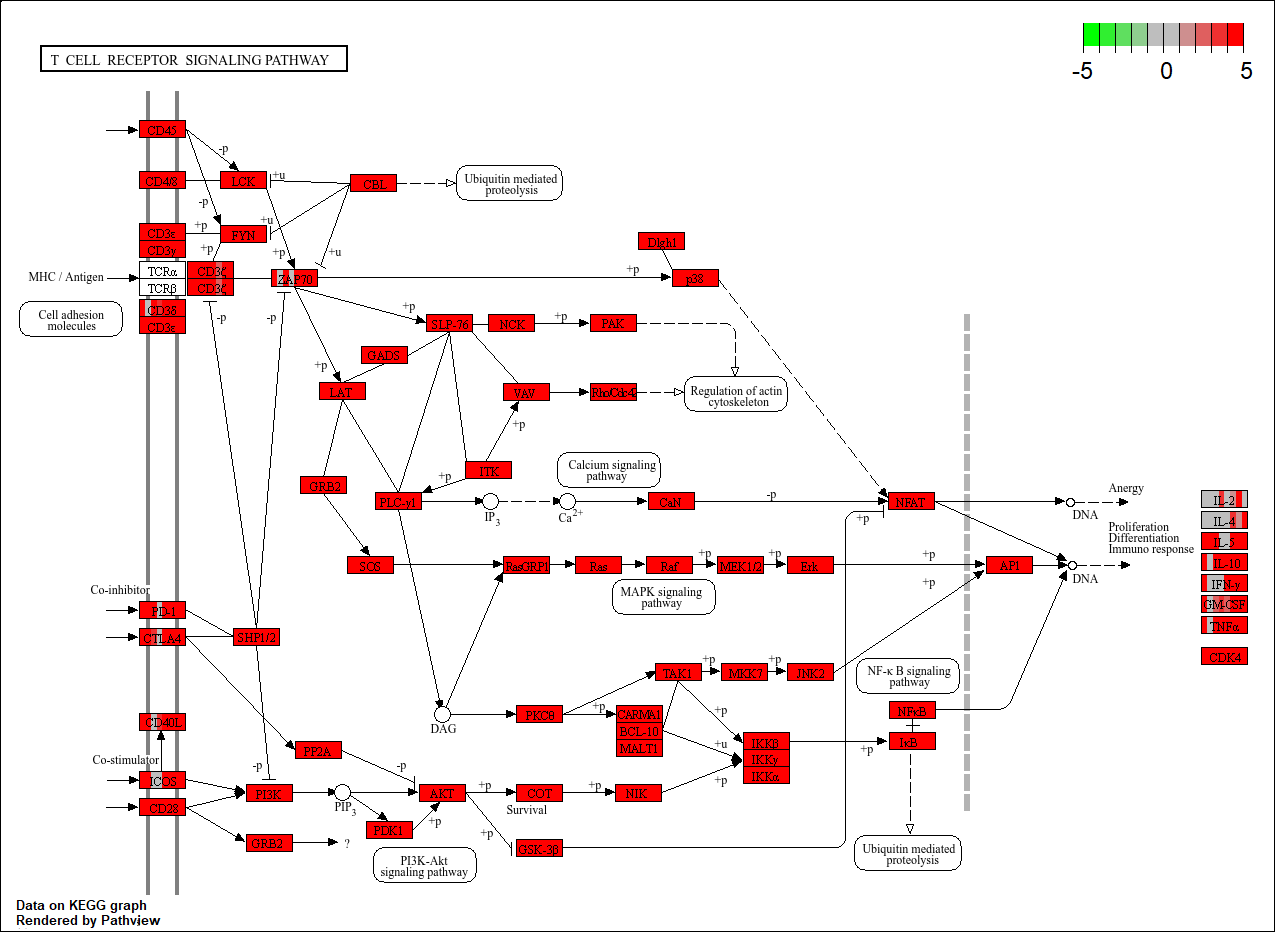 T CELL RECEPTOR SIGNALING PATHWAY
-5 0 5
CD45
-p
CD4/8
LCK
+u
CBL
Ubiquitin mediated
proteolysis
-p
CD3ε
+p
FYN
+u
CD3γ
+p
+p
+u
Dlgh1
MHC / Antigen
TCRα
CD3ζ
ZAP70
+p
p38
TCRβ
CD3ζ
Cell adhesion
molecules
CD3δ
CD3ε
-p
-p
+p
SLP-76
NCK
+p
PAK
GADS
+p
LAT
VAV
Rho/Cdc42
Regulation of actin
cytoskeleton
+p
ITK
Calcium signaling
pathway
GRB2
+p
PLC-γ1
IP3
Ca2+
CaN
-p
NFAT
+p
DNA
Anergy
Proliferation
Differentiation
Immuno response
IL-2
IL-4
IL-5
IL-10
IFN-γ
GM-CSF
TNFα
CDK4
SOS
RasGRP1
Ras
Raf
+p
MEK1/2
+p
Erk
+p
+p
AP1
DNA
MAPK signaling
pathway
Co-inhibitor
PD-1
CTLA4
SHP1/2
TAK1
+p
MKK7
+p
JNK2
NF-κ B signaling
pathway
DAG
PKCθ
+p
CARMA1
BCL-10
MALT1
+p
+u
+p
IKKβ
IKKγ
IKKα
+p
NFκB
IκB
CD40L
Co-stimulator
PP2A
ICOS
CD28
-p
PI3K
PIP3
-p
AKT
+p
COT
+p
NIK
Survival
PDK1
+p
+p
GSK-3β
GRB2
?
PI3K-Akt
signaling pathway
Ubiquitin mediated
proteolysis
Data on KEGG graph
Rendered by Pathview